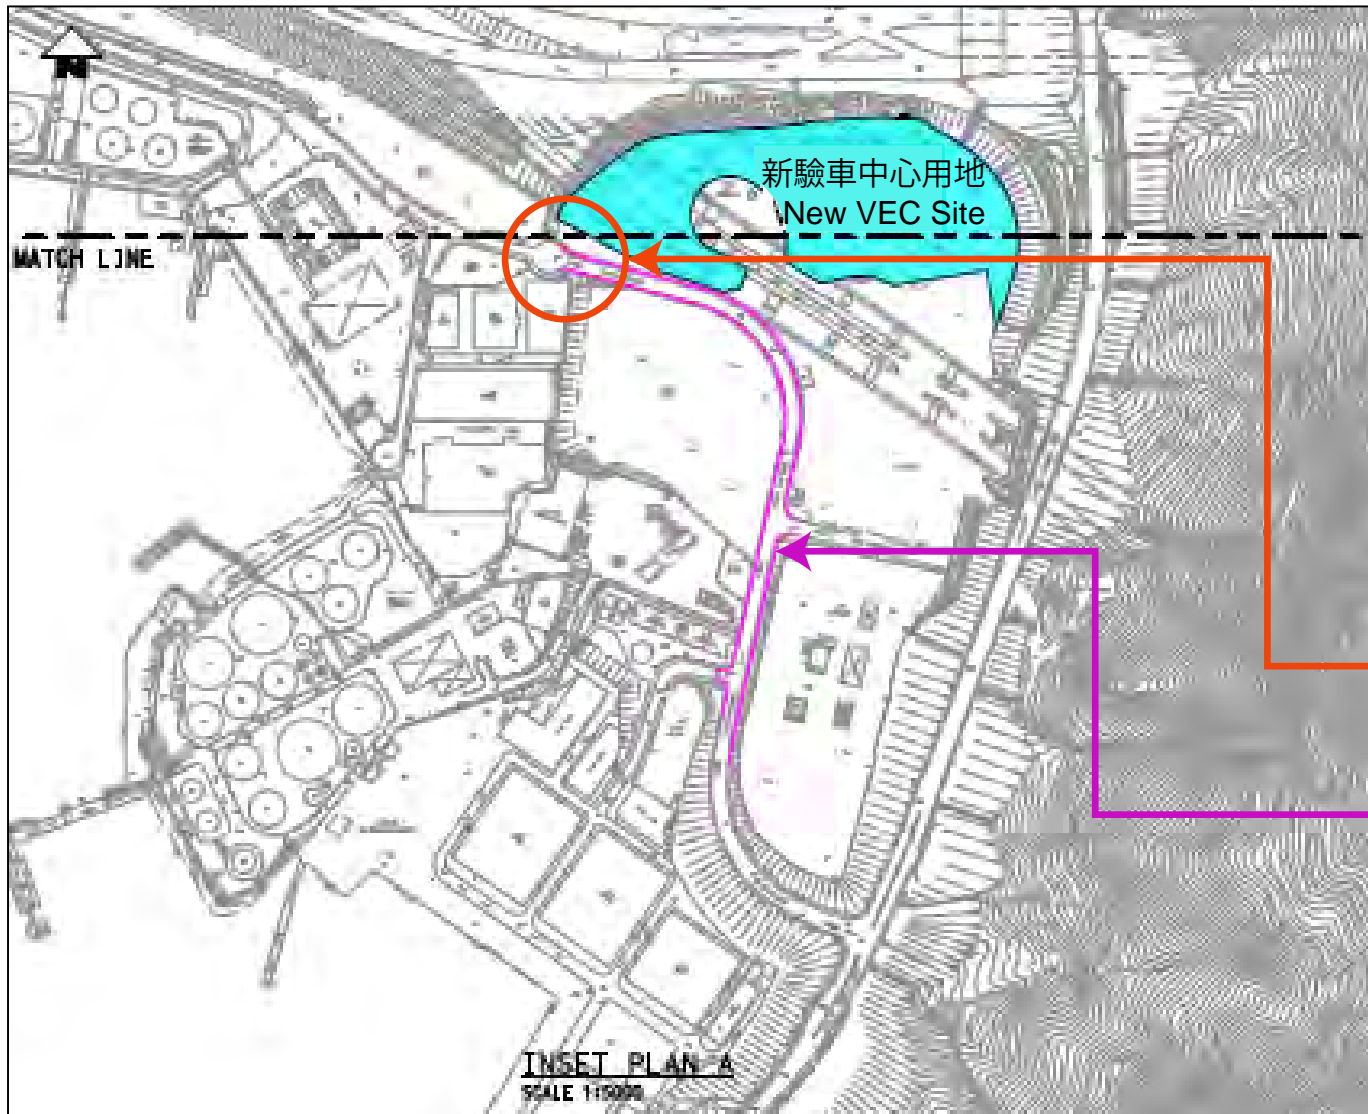 N
新驗車中心用地
New VEC Site
MATCH LINE
INSET PLAN A
SCALE 1:5000